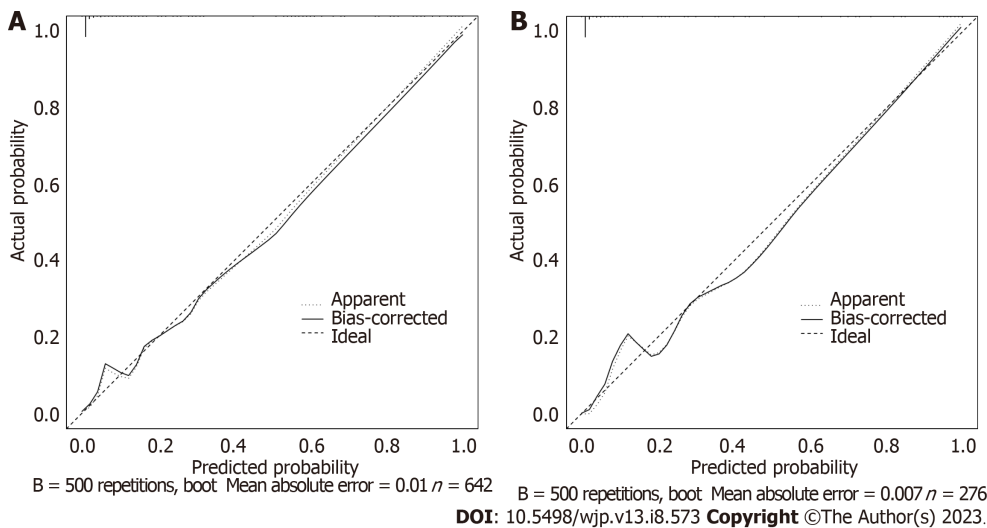 A
1.0
0.8
0.6
0.4
0.2
0.0
Actual probability
Apparent
Bias-corrected
Ideal
0.0 0.2 0.4 0.6 0.8 1.0
Predicted probability
B = 500 repetitions, boot Mean absolute error = 0.01 n = 642
B
1.0
0.8
0.6
0.4
0.2
0.0
Actual probability
Apparent
Bias-corrected
Ideal
0.0 0.2 0.4 0.6 0.8 1.0
Predicted probability
B = 500 repetitions, boot Mean absolute error = 0.007 n = 276
DOI: 10.5498/wjp.v13.i8.573 Copyright ©The Author(s) 2023.